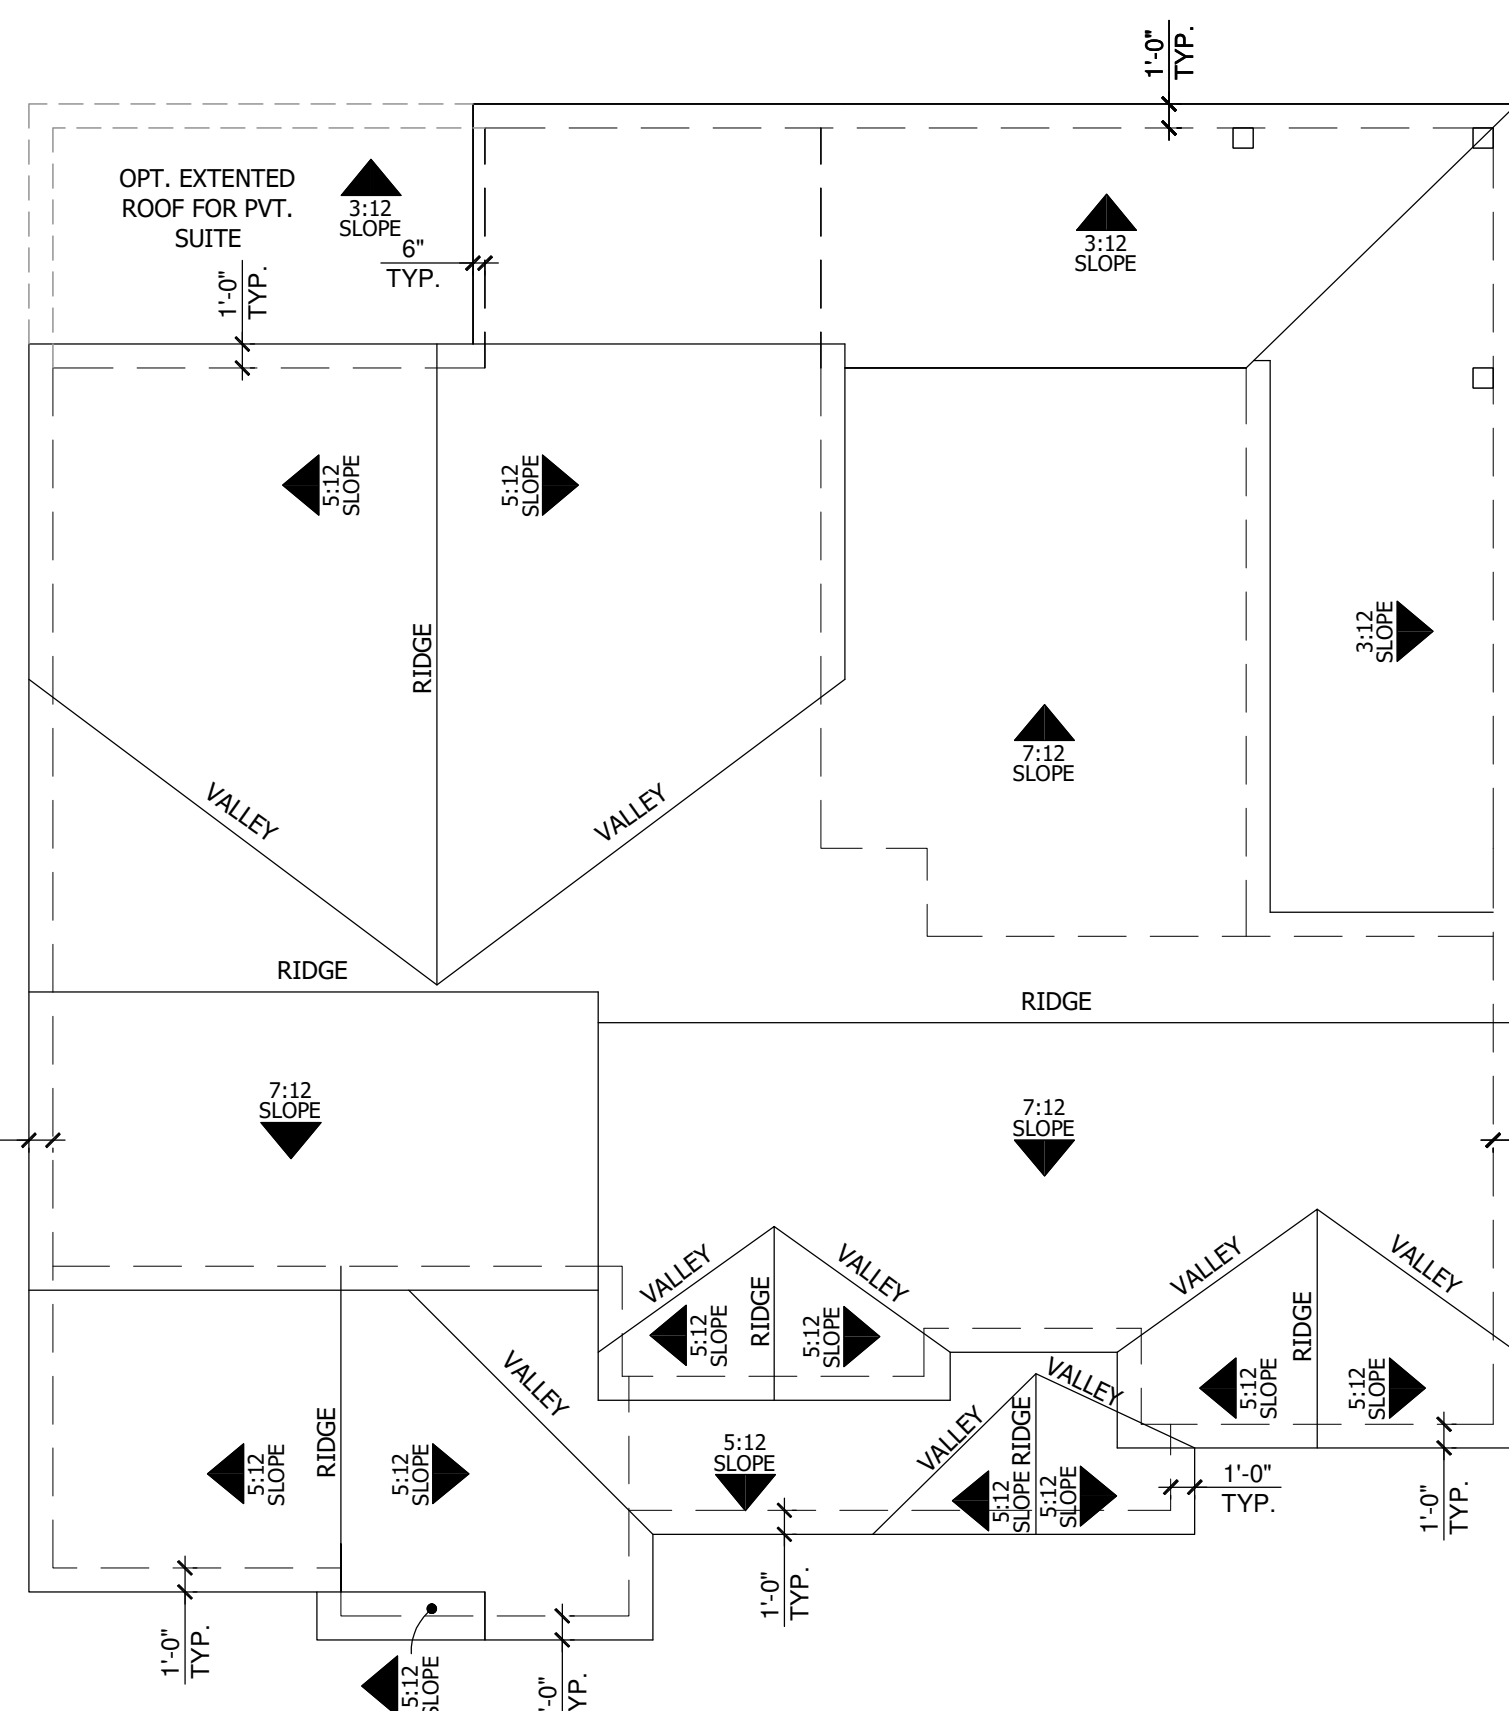 1'-0"
TYP.
OPT. EXTENTED
ROOF FOR PVT.
SUITE
3:12
SLOPE
6"
TYP.
1'-0"
TYP.
3:12
SLOPE
5:12
SLOPE
5:12
SLOPE
RIDGE
3:12
SLOPE
7:12
SLOPE
VALLEY
VALLEY
RIDGE
RIDGE
7:12
SLOPE
7:12
SLOPE
VALLEY
RIDGE
VALLEY
5:12
SLOPE
5:12
SLOPE
VALLEY
RIDGE
VALLEY
5:12
SLOPE
5:12
SLOPE
VALLEY
RIDGE
5:12
SLOPE
5:12
SLOPE
5:12
SLOPE
VALLEY
RIDGE
VALLEY
5:12
SLOPE
5:12
SLOPE
1'-0"
TYP.
1'-0"
TYP.
1'-0"
TYP.
1'-0"
TYP.
5:12
SLOPE
'-0"
YP.